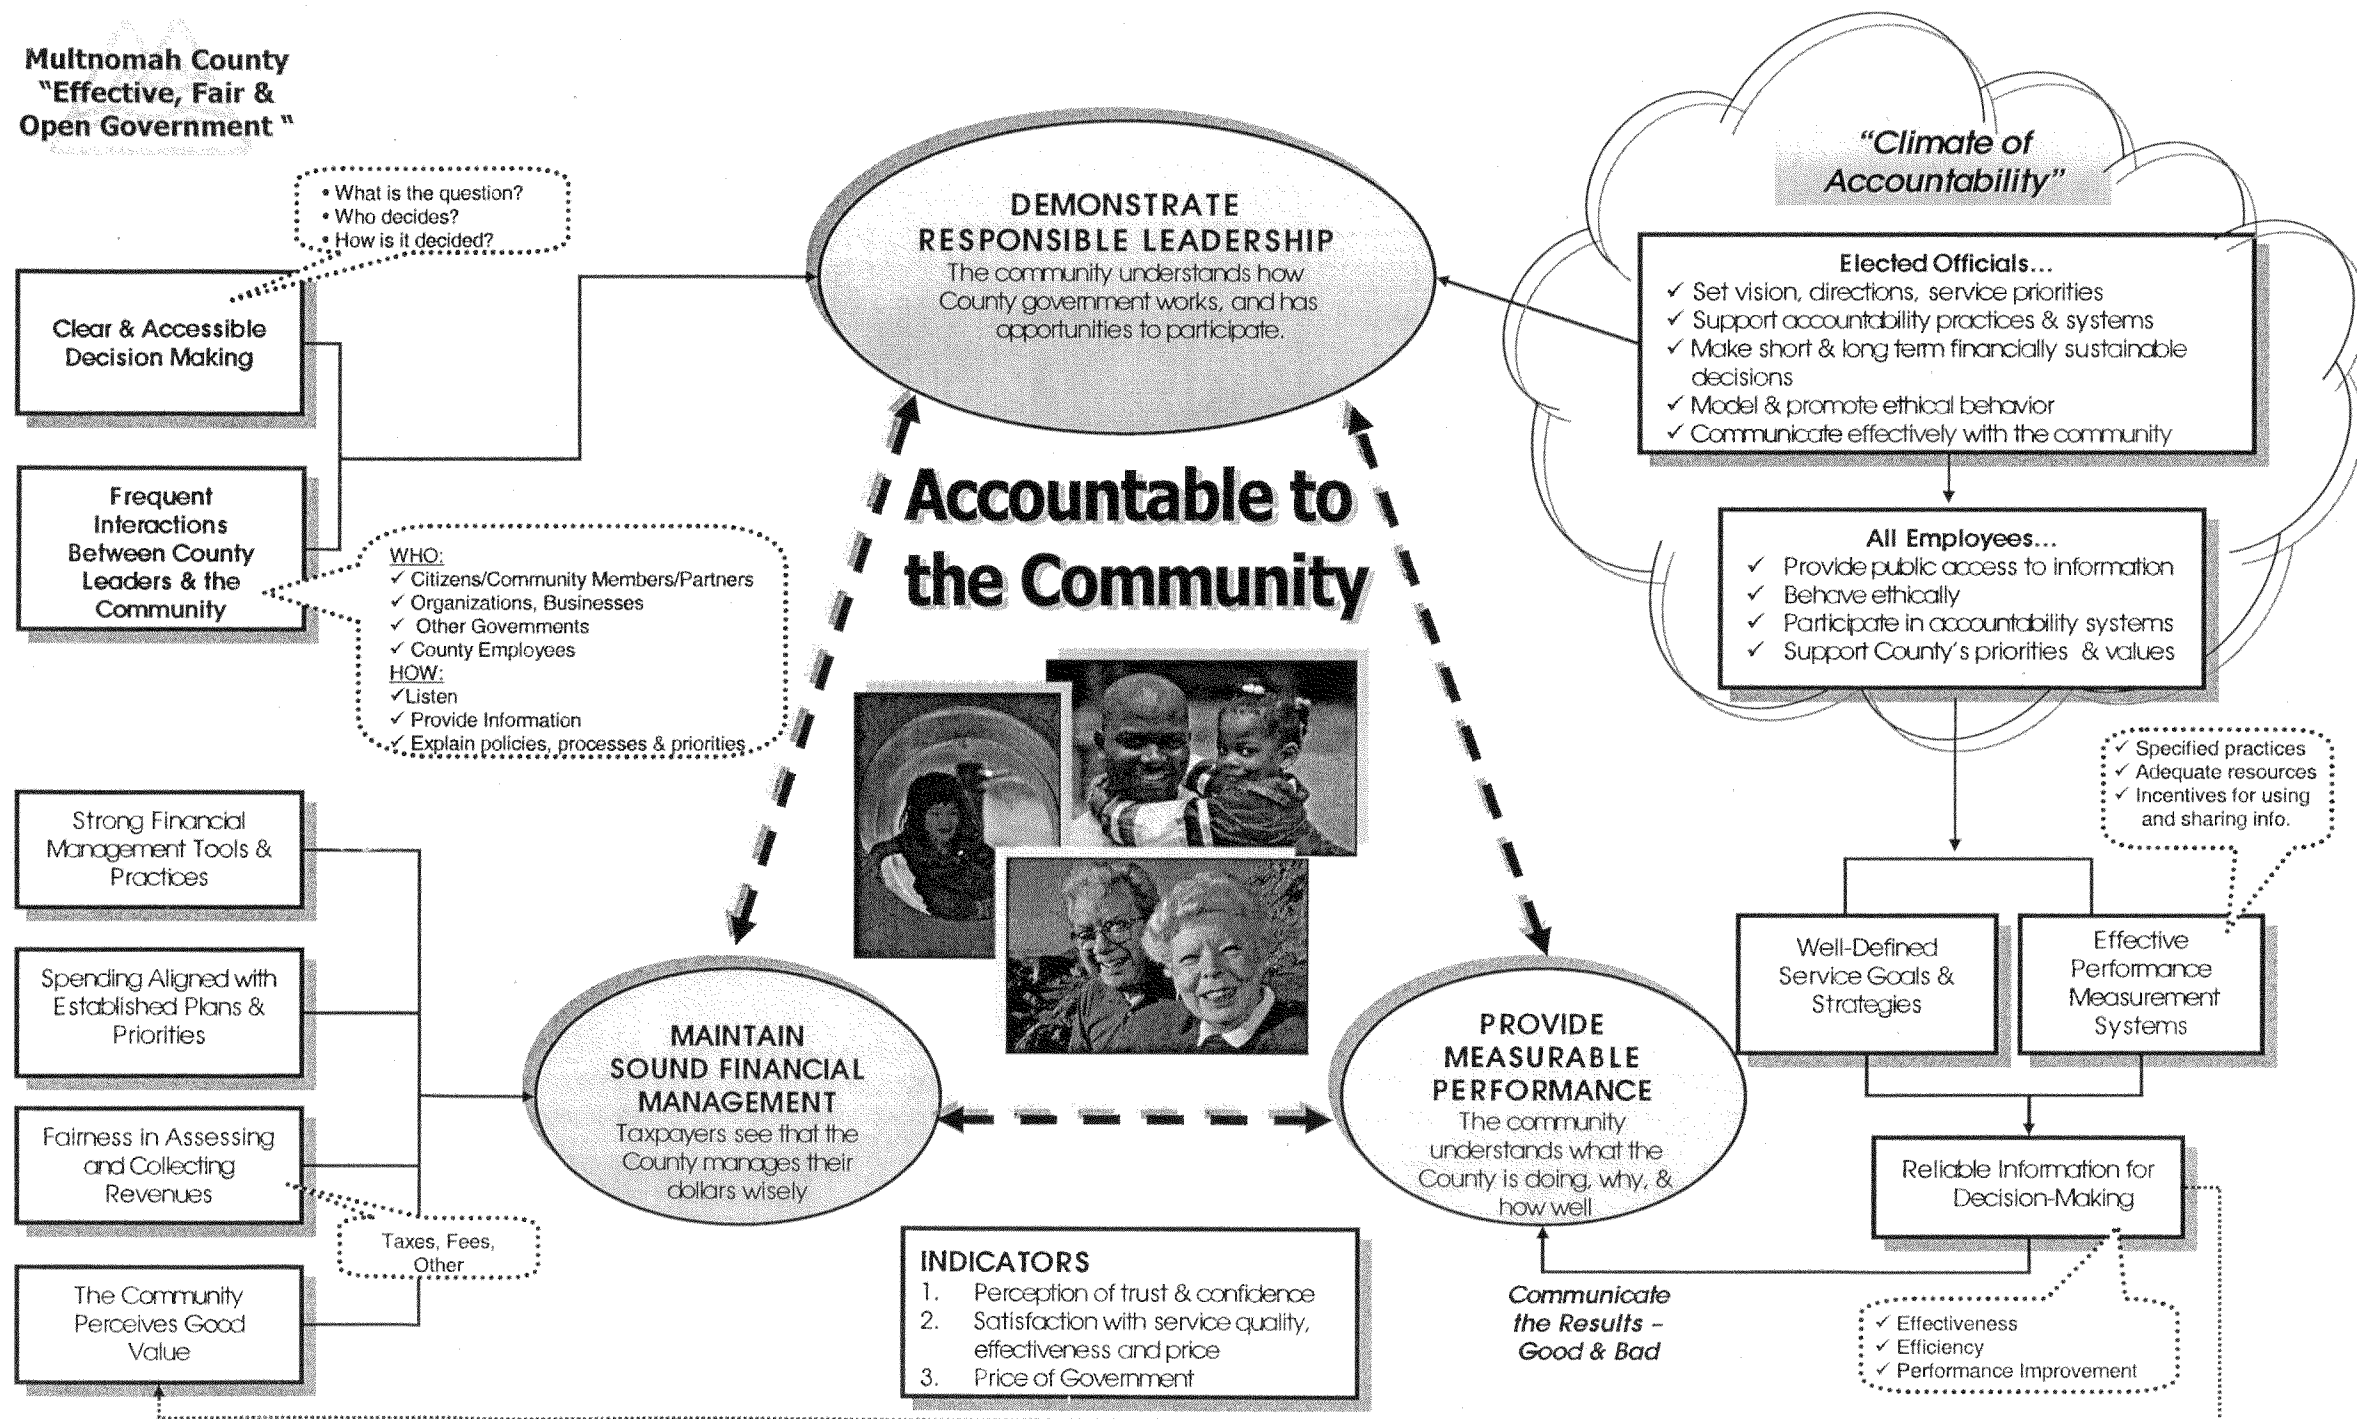 Multnomah County
“Effective, Fair &
Open Government “
• What is the question?
• Who decides?
• How is it decided?
Clear & Accessible
Decision Making
Frequent
Interactions
Between County
Leaders & the
Community
WHO:
✓ Citizens/Community Members/Partners
✓ Organizations, Businesses
✓ Other Governments
✓ County Employees
HOW:
✓Listen
✓ Provide Information
✓ Explain policies, processes & priorities
DEMONSTRATE
RESPONSIBLE LEADERSHIP
The community understands how
County government works, and has
opportunities to participate.
“Climate of
Accountability”
Elected Officials...
✓ Set vision, directions, service priorities
✓ Support accountability practices & systems
✓ Make short & long term financially sustainable
decisions
✓ Model & promote ethical behavior
✓ Communicate effectively with the community
All Employees...
✓ Provide public access to information
✓ Behave ethically
✓ Participate in accountability systems
✓ Support County’s priorities & values
Accountable to
the Community
Strong Financial
Management Tools &
Practices
Spending Aligned with
Established Plans &
Priorities
Fairness in Assessing
and Collecting
Revenues
Taxes, Fees,
Other
The Community
Perceives Good
Value
MAINTAIN
SOUND FINANCIAL
MANAGEMENT
Taxpayers see that the
County manages their
dollars wisely
PROVIDE
MEASURABLE
PERFORMANCE
The community
understands what the
County is doing, why, &
how well
✓ Specified practices
✓ Adequate resources
✓ Incentives for using
and sharing info.
Well-Defined
Service Goals &
Strategies
Effective
Performance
Measurement
Systems
Reliable Information for
Decision-Making
✓ Effectiveness
✓ Efficiency
✓ Performance Improvement
Communicate
the Results –
Good & Bad
INDICATORS
1. Perception of trust & confidence
2. Satisfaction with service quality,
effectiveness and price
3. Price of Government